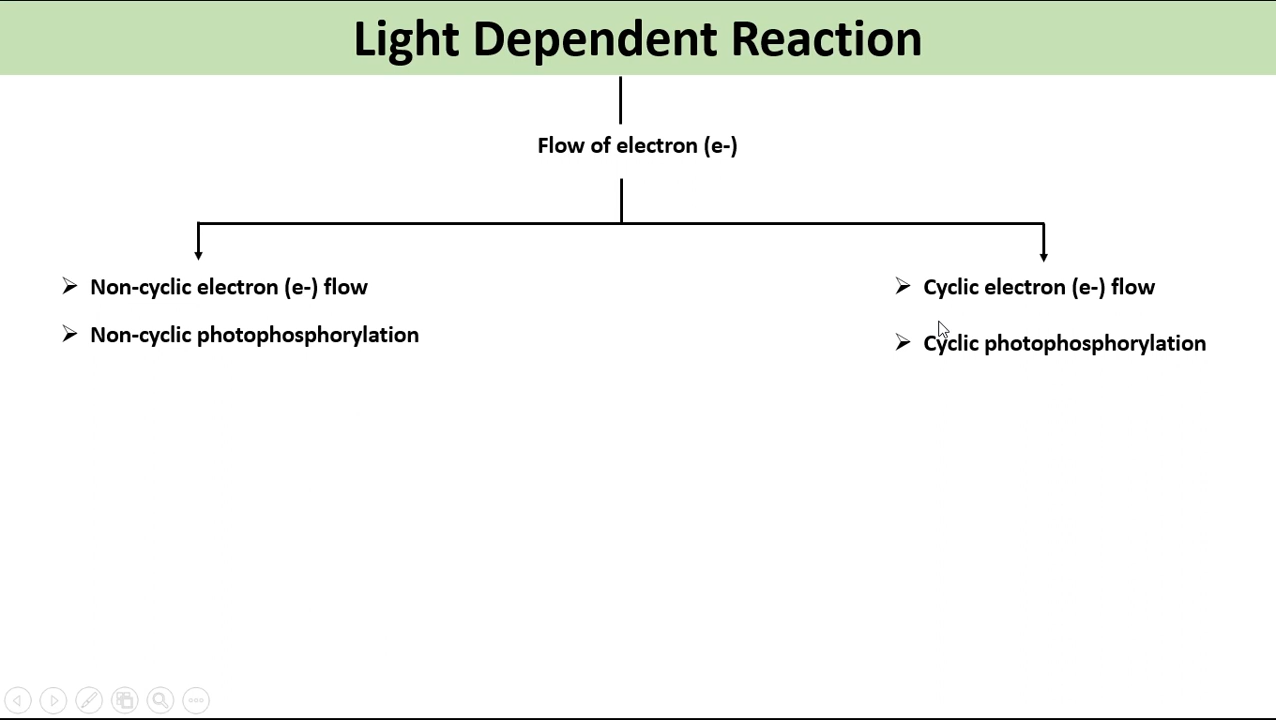 Light Dependent Reaction
Flow of electron (e-)
➢ Non-cyclic electron (e-) flow
➢ Non-cyclic photophosphorylation
➢ Cyclic electron (e-) flow
➢ Cyclic photophosphorylation